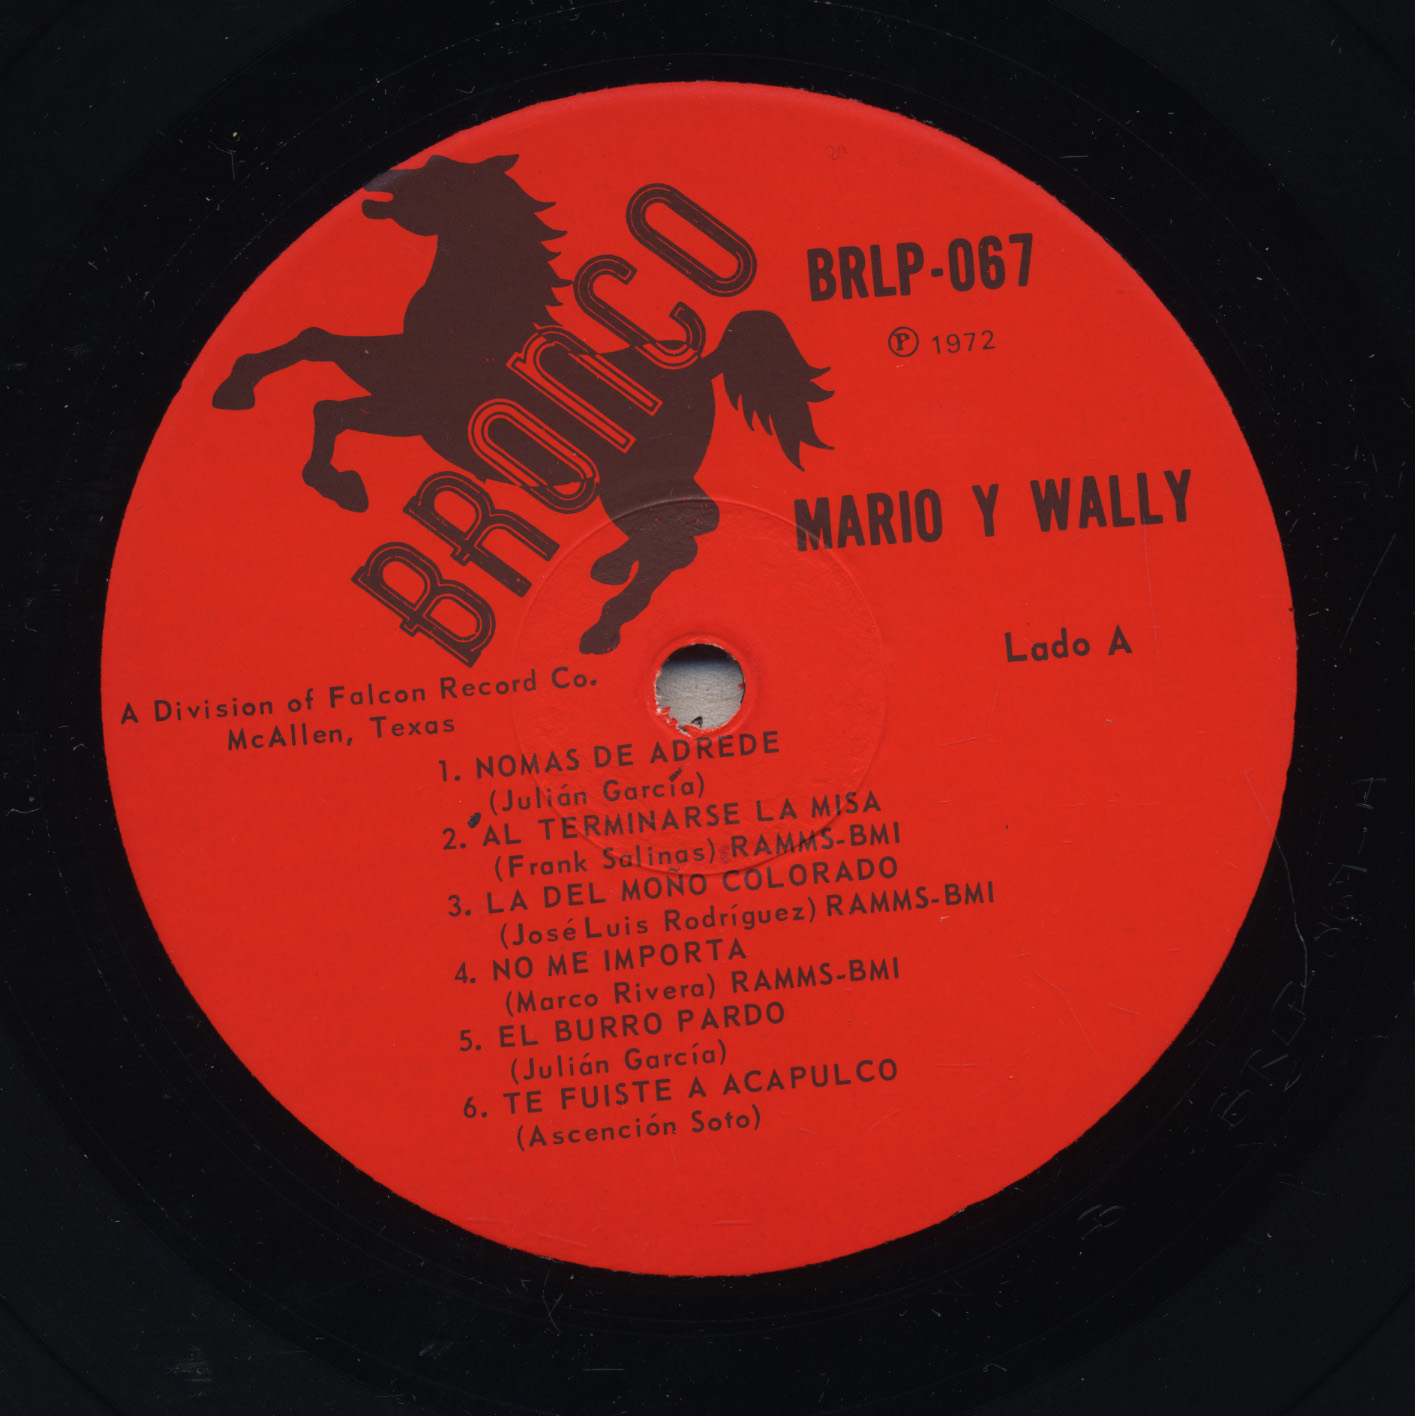 BRONCO
BRLP-067
Ⓟ 1972
MARIO Y WALLY
Lado A
A Division of Falcon Record Co.
McAllen, Texas
1. NOMAS DE ADREDE
(Julián García)
2. AL TERMINARSE LA MISA
(Frank Salinas) RAMMS-BMI
3. LA DEL MOÑO COLORADO
(José Luis Rodríguez) RAMMS-BMI
4. NO ME IMPORTA
(Marco Rivera) RAMMS-BMI
5. EL BURRO PARDO
(Julián García)
6. TE FUISTE A ACAPULCO
(Ascención Soto)